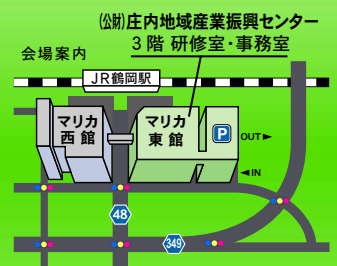 (公財)庄内地域産業振興センター
3階 研修室・事務室
会場案内
JR鶴岡駅
マリカ
西館
マリカ
東館
P
OUT►
◄IN
48
349